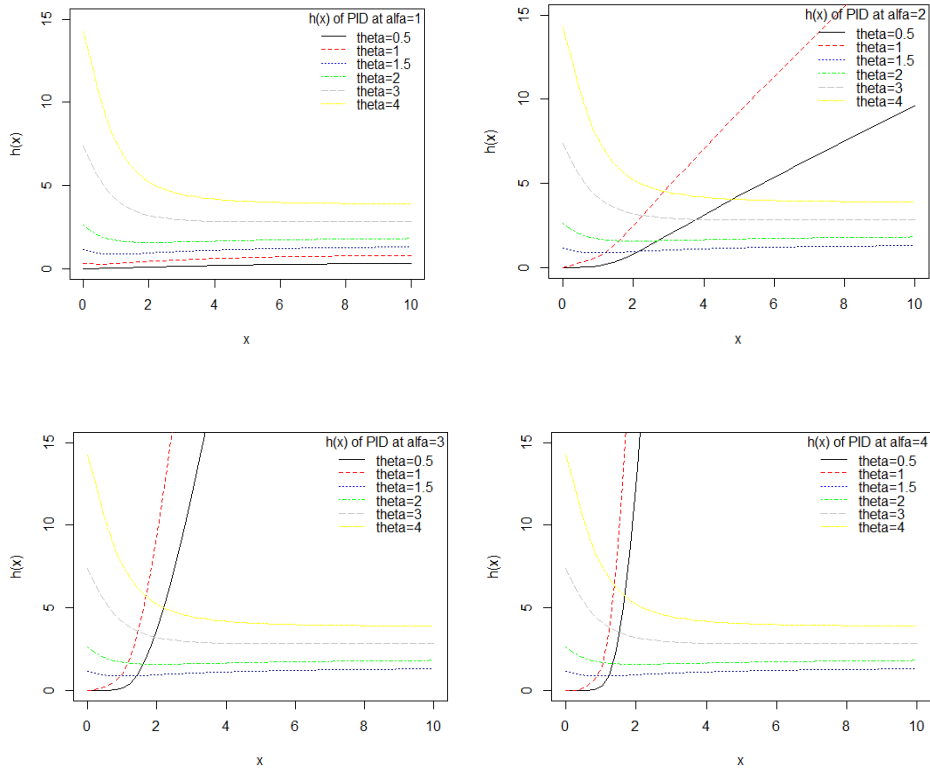 h(x) of PID at alfa=1
theta=0.5
theta=1
theta=1.5
theta=2
theta=3
theta=4
15
10
5
0
h(x)
0 2 4 6 8 10
x
h(x) of PID at alfa=2
theta=0.5
theta=1
theta=1.5
theta=2
theta=3
theta=4
15
10
5
0
h(x)
0 2 4 6 8 10
x
h(x) of PID at alfa=3
theta=0.5
theta=1
theta=1.5
theta=2
theta=3
theta=4
15
10
5
0
h(x)
0 2 4 6 8 10
x
h(x) of PID at alfa=4
theta=0.5
theta=1
theta=1.5
theta=2
theta=3
theta=4
15
10
5
0
h(x)
0 2 4 6 8 10
x